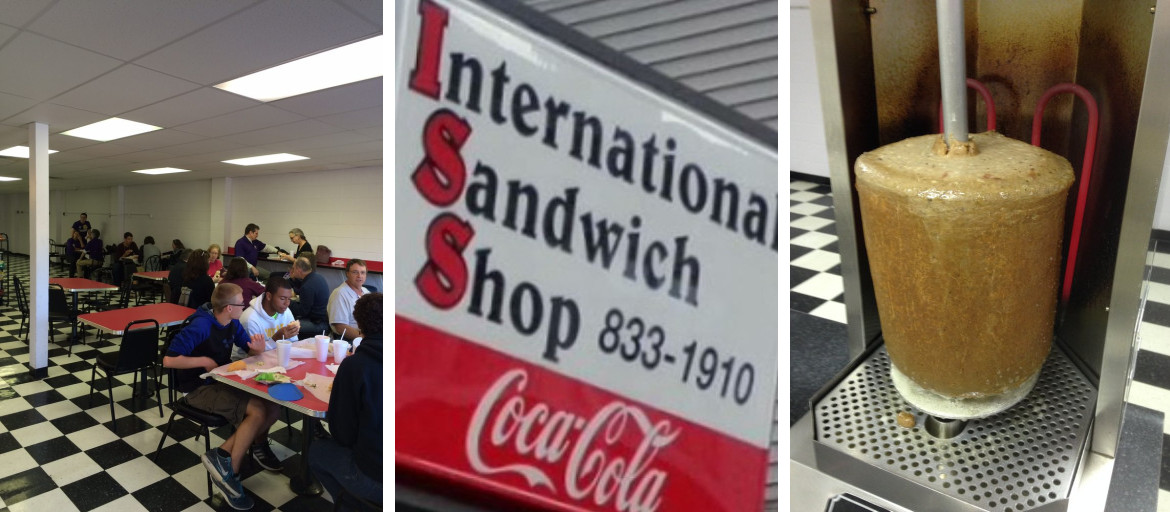 International
Sandwich
Shop 833-1910
Coca-Cola